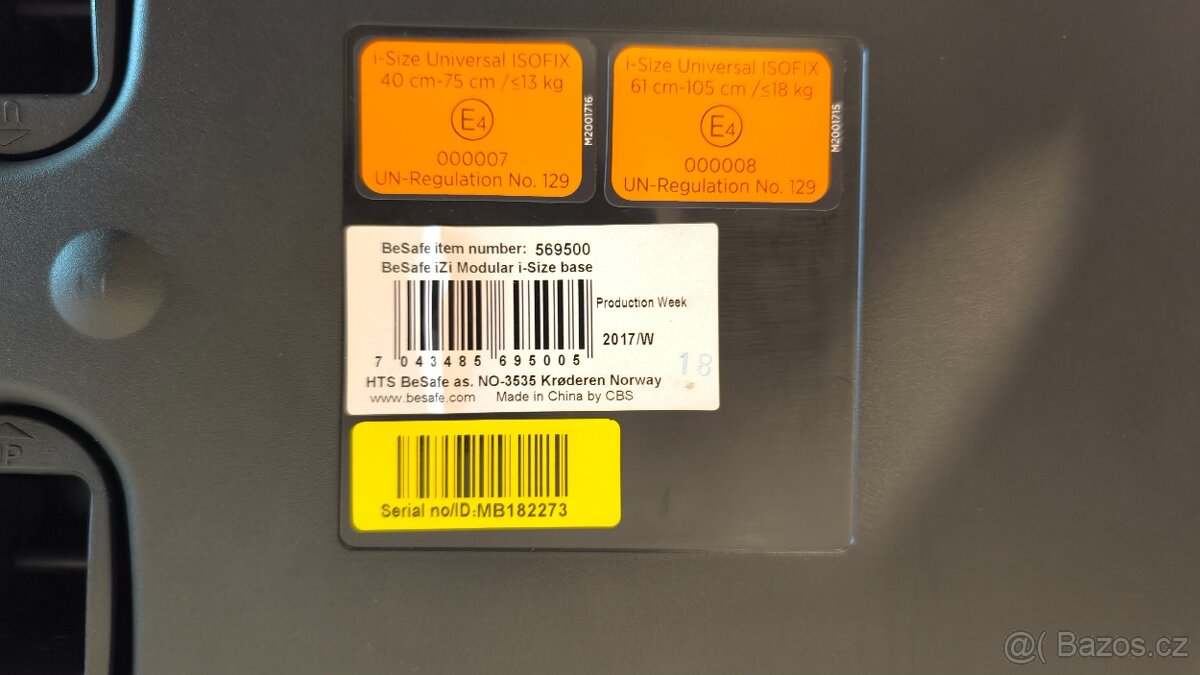 i-Size Universal ISOFIX
40 cm-75 cm /≤13 kg
E4
000007
UN-Regulation No. 129
M2001716
i-Size Universal ISOFIX
61 cm-105 cm /≤18 kg
E4
000008
UN-Regulation No. 129
M2001715
BeSafe item number: 569500
BeSafe iZi Modular i-Size base
Production Week
2017/W
18
7 043485 695005
HTS BeSafe as. NO-3535 Krøderen Norway
www.besafe.com Made in China by CBS
Serial no/ID:MB182273
P
@( Bazos.cz